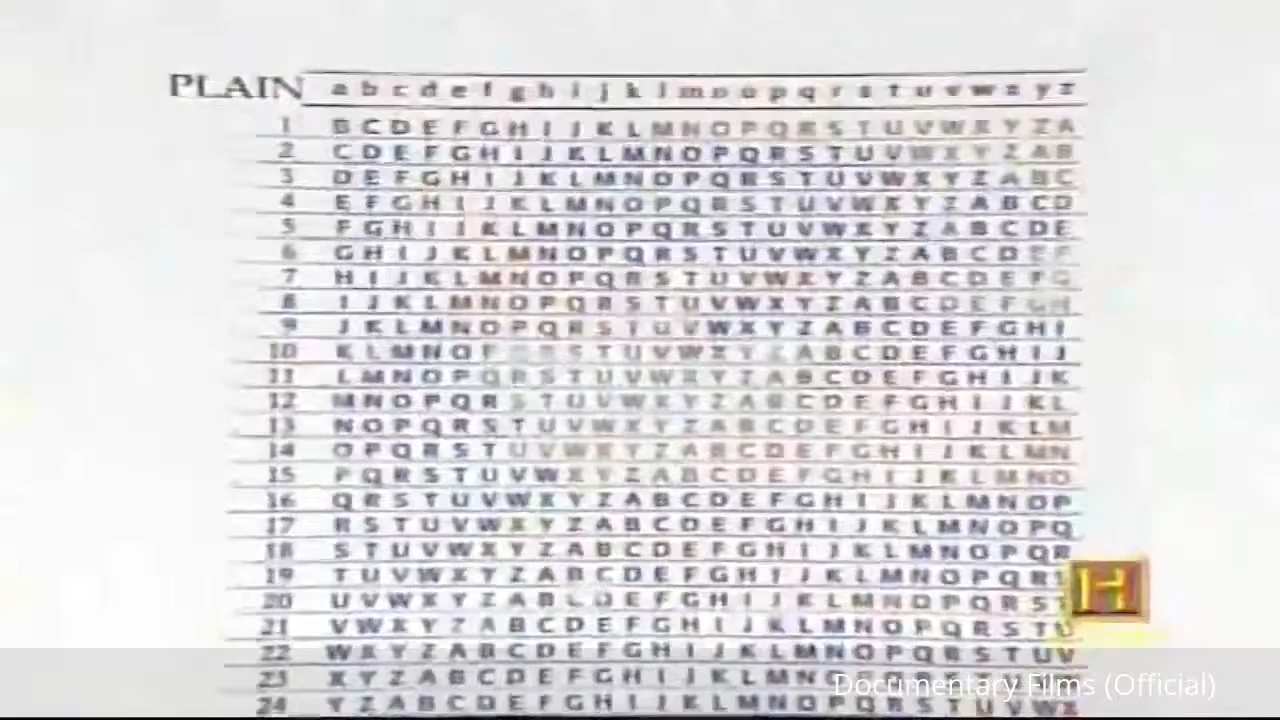 PLAIN a b c d e f g h i j k l m n o p q r s t u v w x y z
1 B C D E F G H I J K L M N O P Q R S T U V W X Y Z A
2 C D E F G H I J K L M N O P Q R S T U V W X Y Z A B
3 D E F G H I J K L M N O P Q R S T U V W X Y Z A B C
4 E F G H I J K L M N O P Q R S T U V W X Y Z A B C D
5 F G H I J K L M N O P Q R S T U V W X Y Z A B C D E
6 G H I J K L M N O P Q R S T U V W X Y Z A B C D E F
7 H I J K L M N O P Q R S T U V W X Y Z A B C D E F G
8 I J K L M N O P Q R S T U V W X Y Z A B C D E F G H
9 J K L M N O P Q R S T U V W X Y Z A B C D E F G H I
10 K L M N O P Q R S T U V W X Y Z A B C D E F G H I J
11 L M N O P Q R S T U V W X Y Z A B C D E F G H I J K
12 M N O P Q R S T U V W X Y Z A B C D E F G H I J K L
13 N O P Q R S T U V W X Y Z A B C D E F G H I J K L M
14 O P Q R S T U V W X Y Z A B C D E F G H I J K L M N
15 P Q R S T U V W X Y Z A B C D E F G H I J K L M N O
16 Q R S T U V W X Y Z A B C D E F G H I J K L M N O P
17 R S T U V W X Y Z A B C D E F G H I J K L M N O P Q
18 S T U V W X Y Z A B C D E F G H I J K L M N O P Q R
19 T U V W X Y Z A B C D E F G H I J K L M N O P Q R S
20 U V W X Y Z A B C D E F G H I J K L M N O P Q R S T
21 V W X Y Z A B C D E F G H I J K L M N O P Q R S T U
22 W X Y Z A B C D E F G H I J K L M N O P Q R S T U V
23 X Y Z A B C D E F G H I J K L M N O
24 Y Z A B C D E F G H I J K L M N O P Q R S T U V W X
H
Documentary Films (Official)